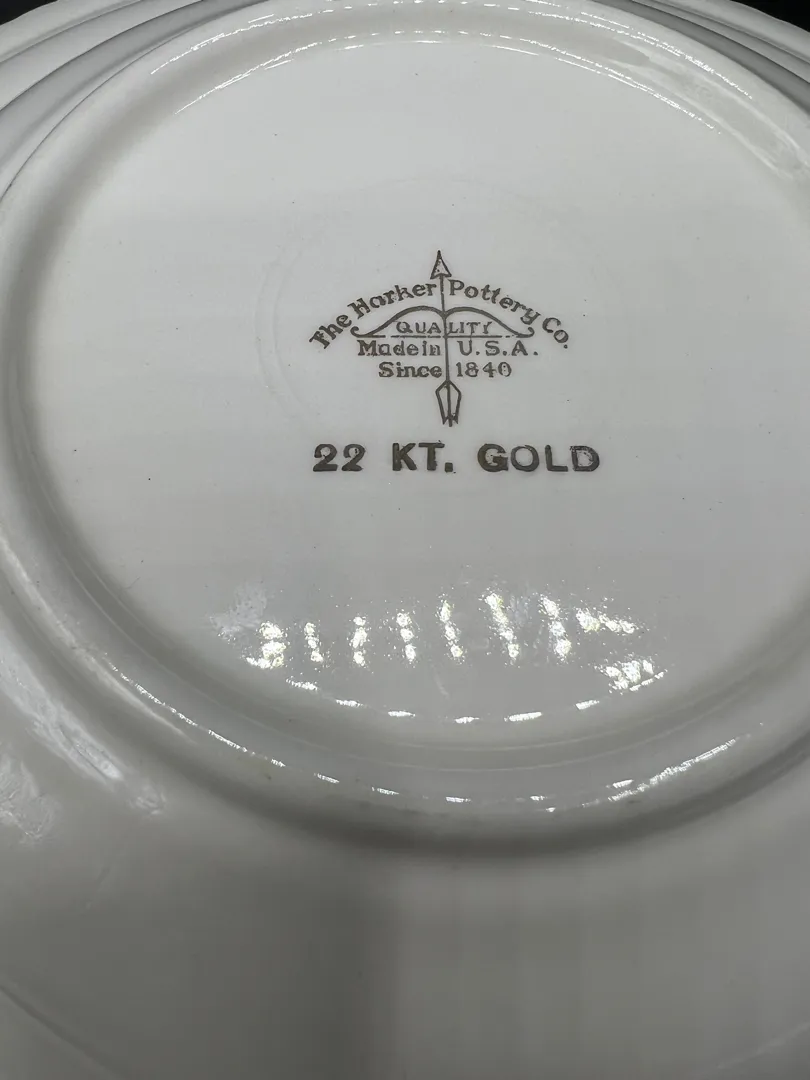 The Harker Pottery Co.
QUALITY
Made in U.S.A.
Since 1840
22 KT. GOLD